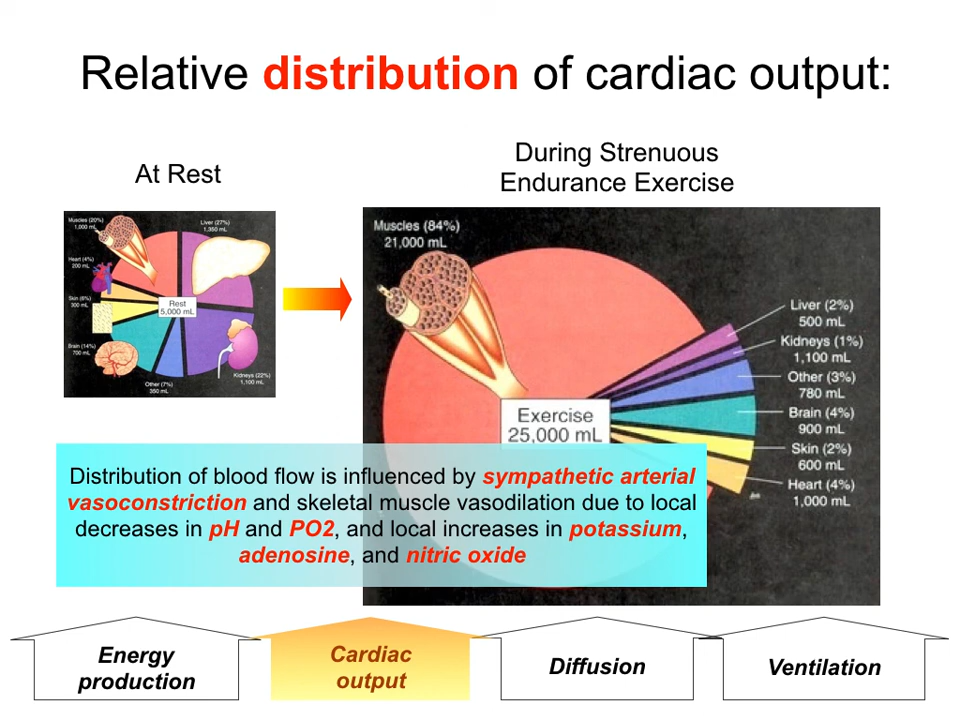 Relative distribution of cardiac output:
At Rest
During Strenuous
Endurance Exercise
Muscles (20%)
1,000 mL
Liver (27%)
1,350 mL
Heart (4%)
200 mL
Skin (6%)
300 mL
Rest
5,000 mL
Brain (14%)
700 mL
Other (7%)
350 mL
Kidneys (22%)
1,100 mL
Muscles (84%)
21,000 mL
Liver (2%)
500 mL
Kidneys (1%)
1,100 mL
Other (3%)
780 mL
Brain (4%)
900 mL
Skin (2%)
600 mL
Heart (4%)
1,000 mL
Exercise
25,000 mL
Distribution of blood flow is influenced by sympathetic arterial
vasoconstriction and skeletal muscle vasodilation due to local
decreases in pH and PO2, and local increases in potassium,
adenosine, and nitric oxide
Energy
production
Cardiac
output
Diffusion
Ventilation